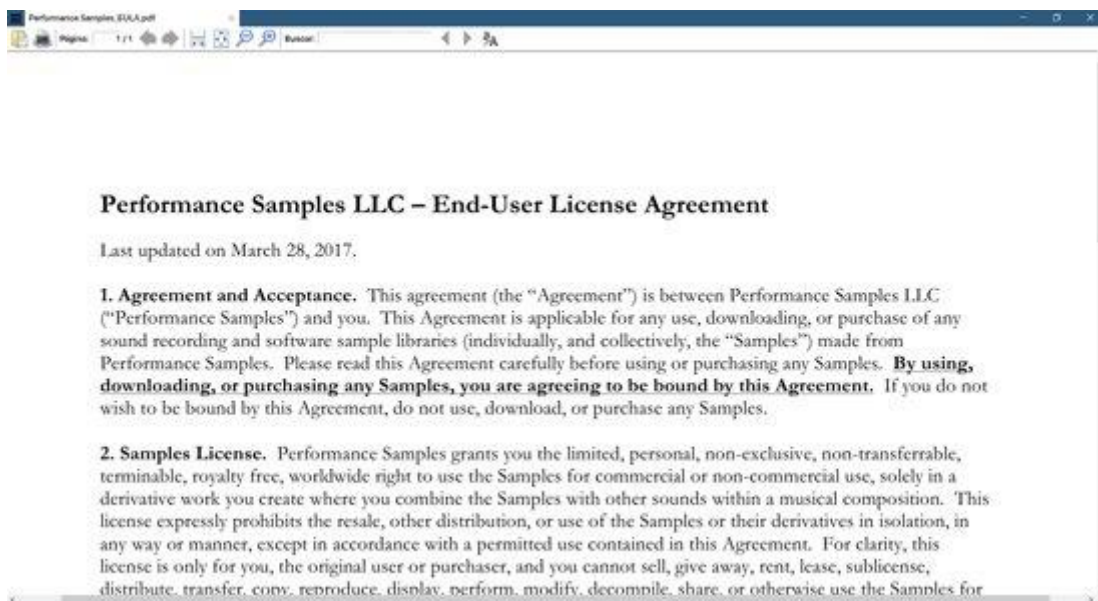 Performance Samples_EULA.pdf
Página: 1/1 Buscar:
Performance Samples LLC – End-User License Agreement
Last updated on March 28, 2017.
1. Agreement and Acceptance. This agreement (the “Agreement”) is between Performance Samples LLC
(“Performance Samples”) and you. This Agreement is applicable for any use, downloading, or purchase of any
sound recording and software sample libraries (individually, and collectively, the “Samples”) made from
Performance Samples. Please read this Agreement carefully before using or purchasing any Samples. By using,
downloading, or purchasing any Samples, you are agreeing to be bound by this Agreement. If you do not
wish to be bound by this Agreement, do not use, download, or purchase any Samples.
2. Samples License. Performance Samples grants you the limited, personal, non-exclusive, non-transferrable,
terminable, royalty free, worldwide right to use the Samples for commercial or non-commercial use, solely in a
derivative work you create where you combine the Samples with other sounds within a musical composition. This
license expressly prohibits the resale, other distribution, or use of the Samples or their derivatives in isolation, in
any way or manner, except in accordance with a permitted use contained in this Agreement. For clarity, this
license is only for you, the original user or purchaser, and you cannot sell, give away, rent, lease, sublicense,
distribute, transfer, copy, reproduce, display, perform, modify, decompile, share, or otherwise use the Samples for